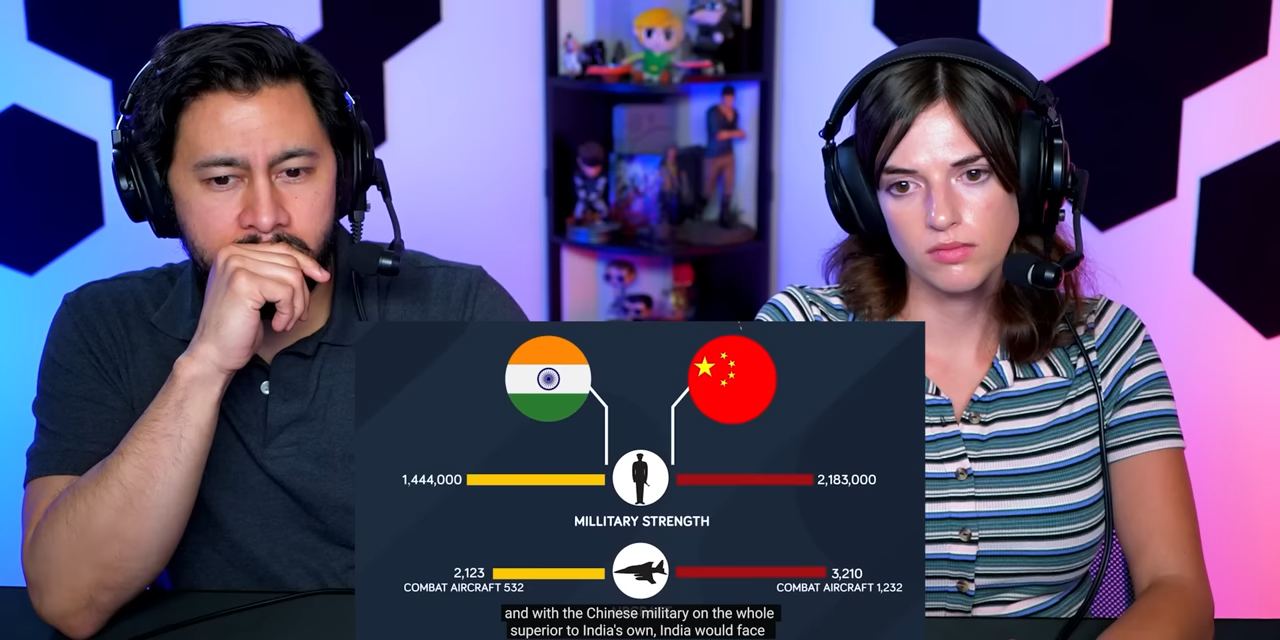 1,444,000
2,183,000
MILLITARY STRENGTH
2,123
3,210
COMBAT AIRCRAFT 532
COMBAT AIRCRAFT 1,232
and with the Chinese military on the whole
superior to India's own, India would face